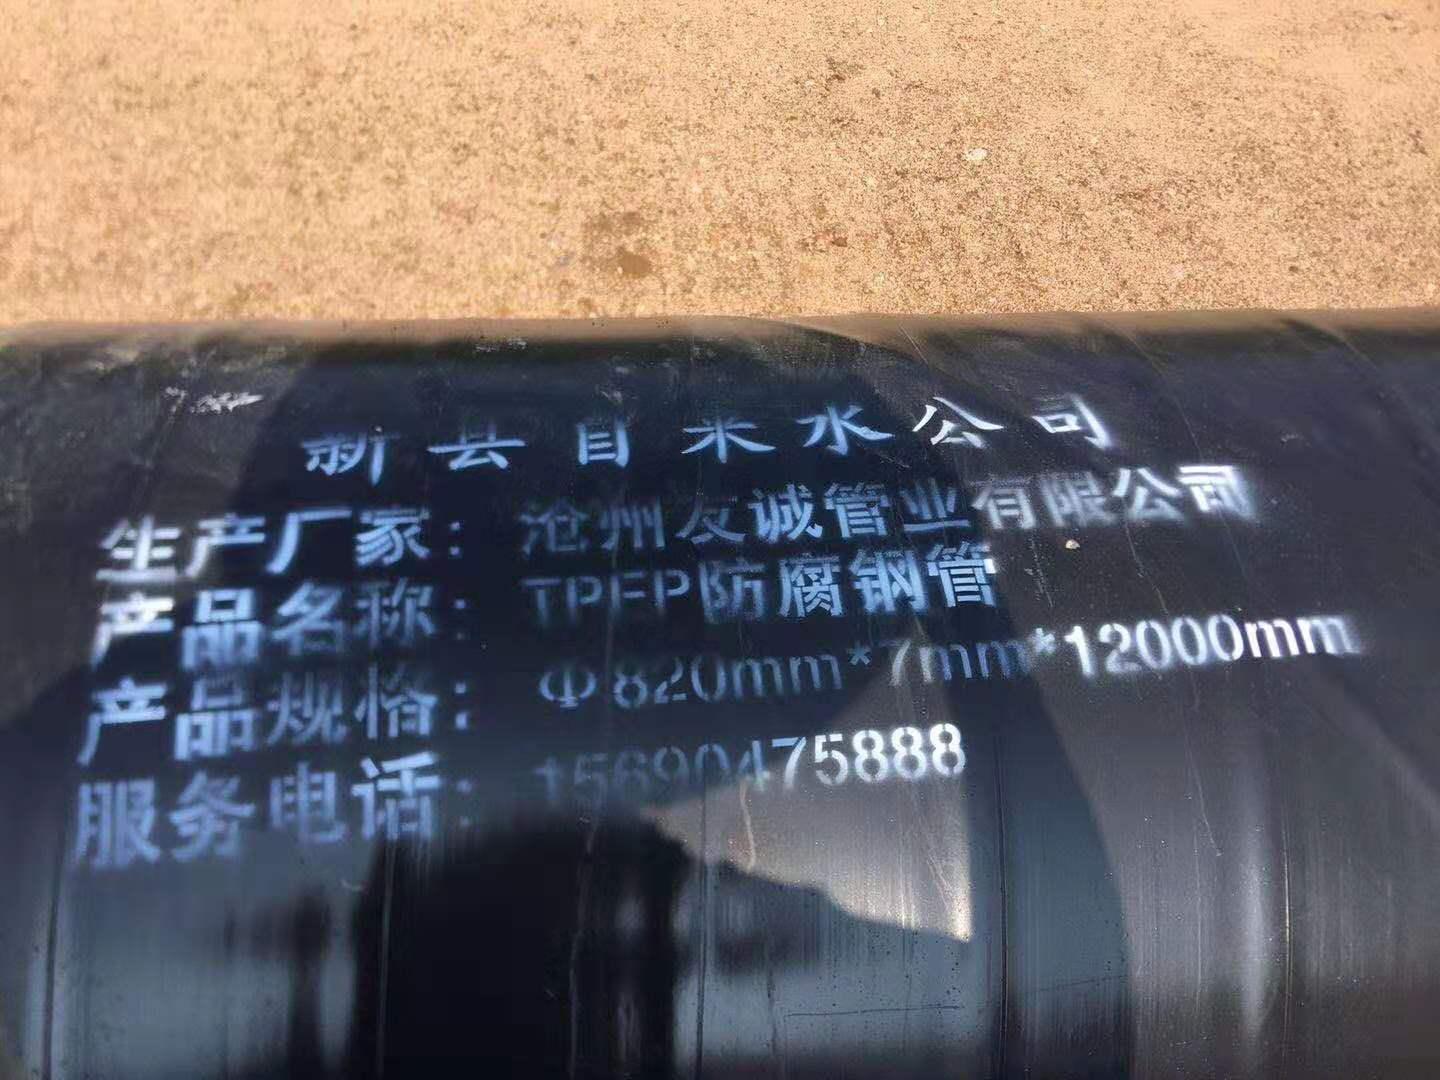 新县自来水公司
生产厂家：沧州友诚管业有限公司
产品名称：TPEP防腐钢管
产品规格：Φ820mm*7mm*12000mm
服务电话：15690475888